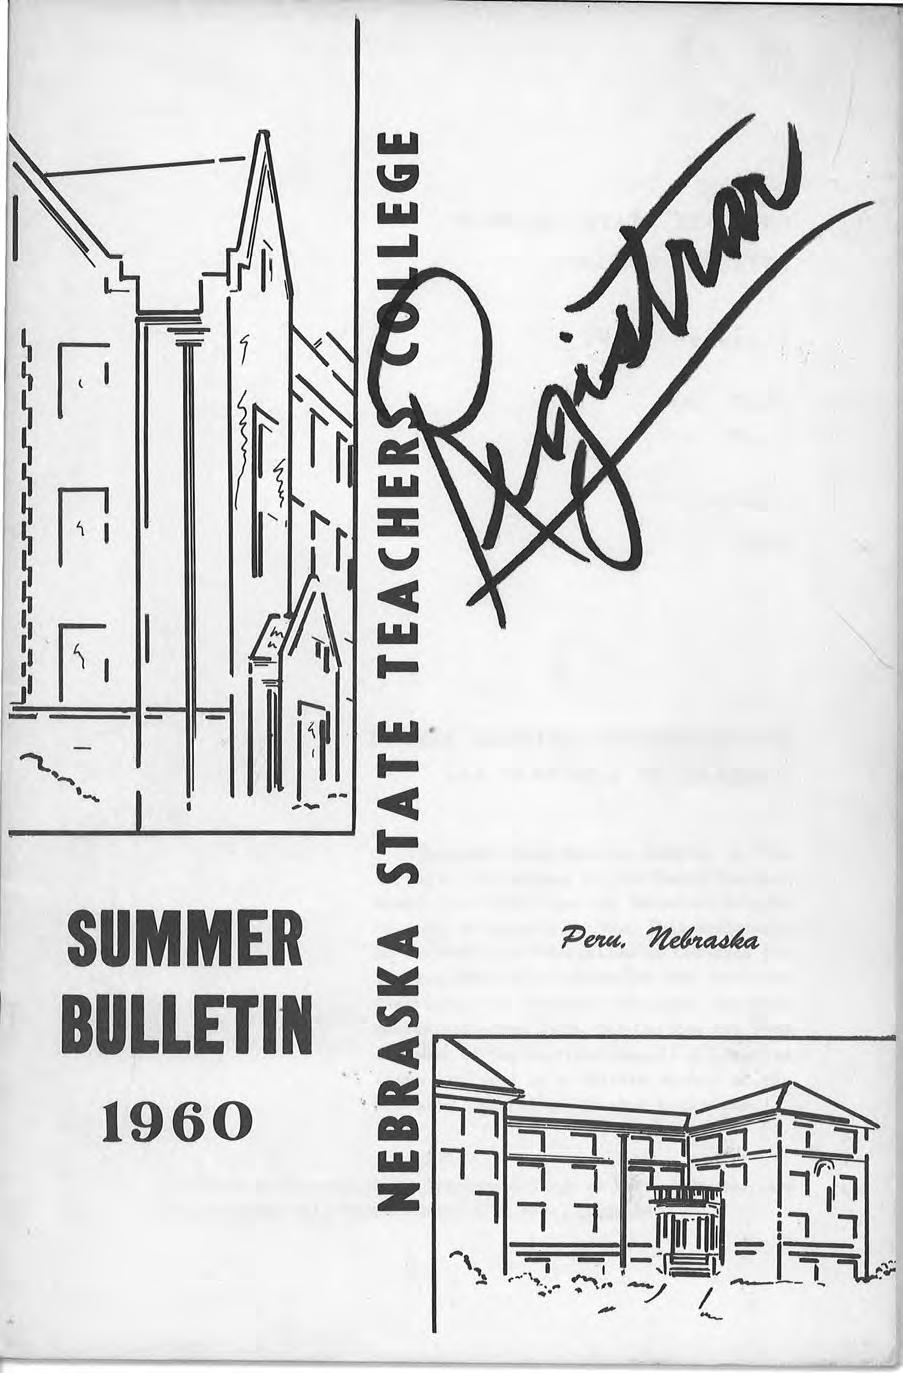 NEBRASKA STATE TEACHERS COLLEGE
Registrar
SUMMER
BULLETIN
1960
Peru, Nebraska